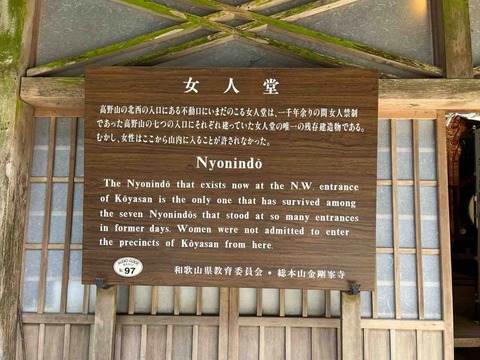 女人堂
高野山の北西の入口にある不動口にいまだのこる女人堂は、一千年余りの間女人禁制
であった高野山の七つの入口にそれぞれ建っていた女人堂の唯一の残存建造物である。
むかし、女性はここから山内に入ることが許されなかった。
Nyonindō
The Nyonindō that exists now at the N.W. entrance
of Kōyasan is the only one that has survived among
the seven Nyonindōs that stood at so many entrances
in former days. Women were not admitted to enter
the precincts of Kōyasan from here.
AUDIO GUIDE
No 97
和歌山県教育委員会・総本山金剛峯寺